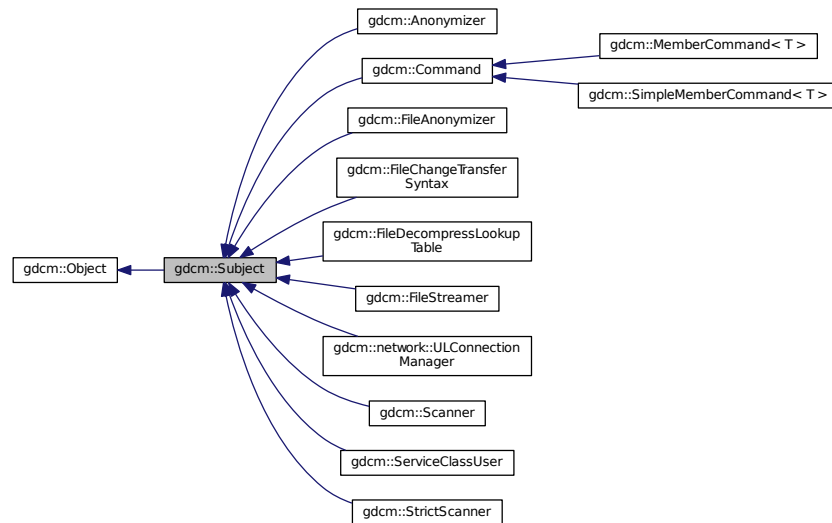 gdcm::Anonymizer
gdcm::MemberCommand< T >
gdcm::Command
gdcm::SimpleMemberCommand< T >
gdcm::FileAnonymizer
gdcm::FileChangeTransfer
Syntax
gdcm::FileDecompressLookup
Table
gdcm::Object
gdcm::Subject
gdcm::FileStreamer
gdcm::network::ULConnection
Manager
gdcm::Scanner
gdcm::ServiceClassUser
gdcm::StrictScanner